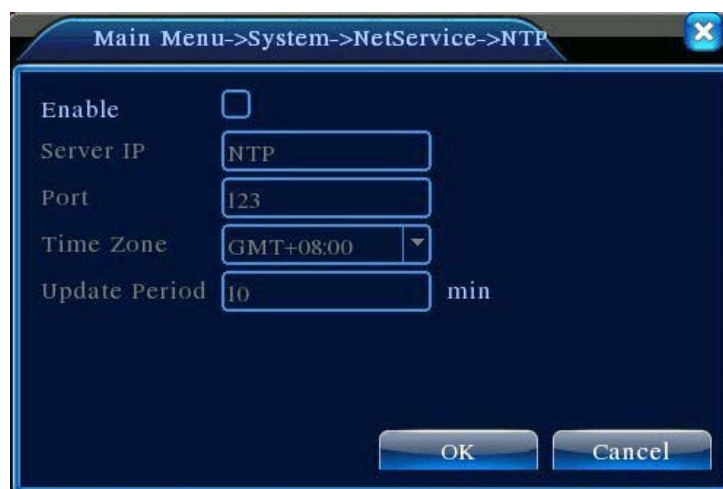 Main Menu->System->NetService->NTP
Enable
Server IP NTP
Port 123
Time Zone GMT+08:00
Update Period 10 min
OK Cancel